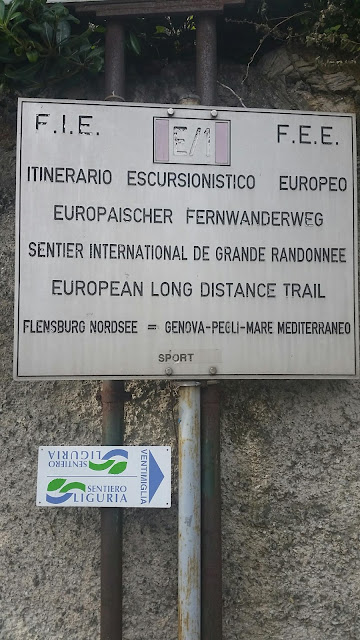 F.I.E. E/1 F.E.E.
ITINERARIO ESCURSIONISTICO EUROPEO
EUROPAISCHER FERNWANDERWEG
SENTIER INTERNATIONAL DE GRANDE RANDONNEE
EUROPEAN LONG DISTANCE TRAIL
FLENSBURG NORDSEE = GENOVA-PEGLI-MARE MEDITERRANEO
SPORT
SENTIERO
LIGURIA
VENTIMIGLIA
SENTIERO
LIGURIA